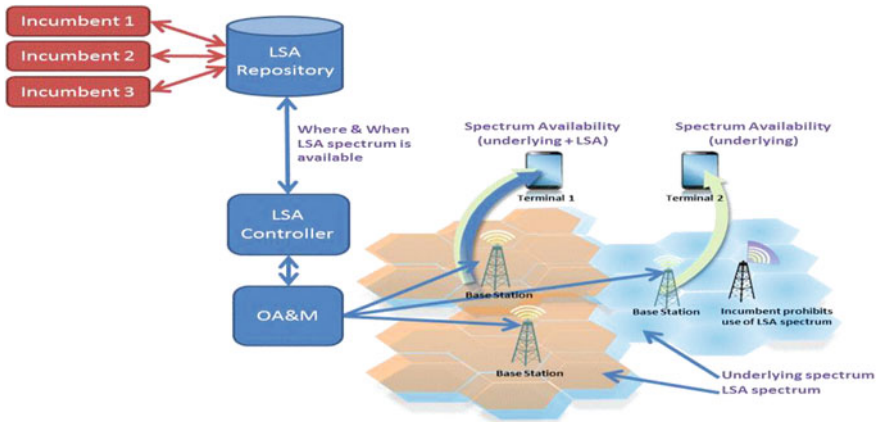 Incumbent 1
Incumbent 2
Incumbent 3
LSA
Repository
Where & When
LSA spectrum is
available
LSA
Controller
OA&M
Spectrum Availability
(underlying + LSA)
Terminal 1
Spectrum Availability
(underlying)
Terminal 2
Base Station
Base Station
Base Station
Incumbent prohibits
use of LSA spectrum
Underlying spectrum
LSA spectrum